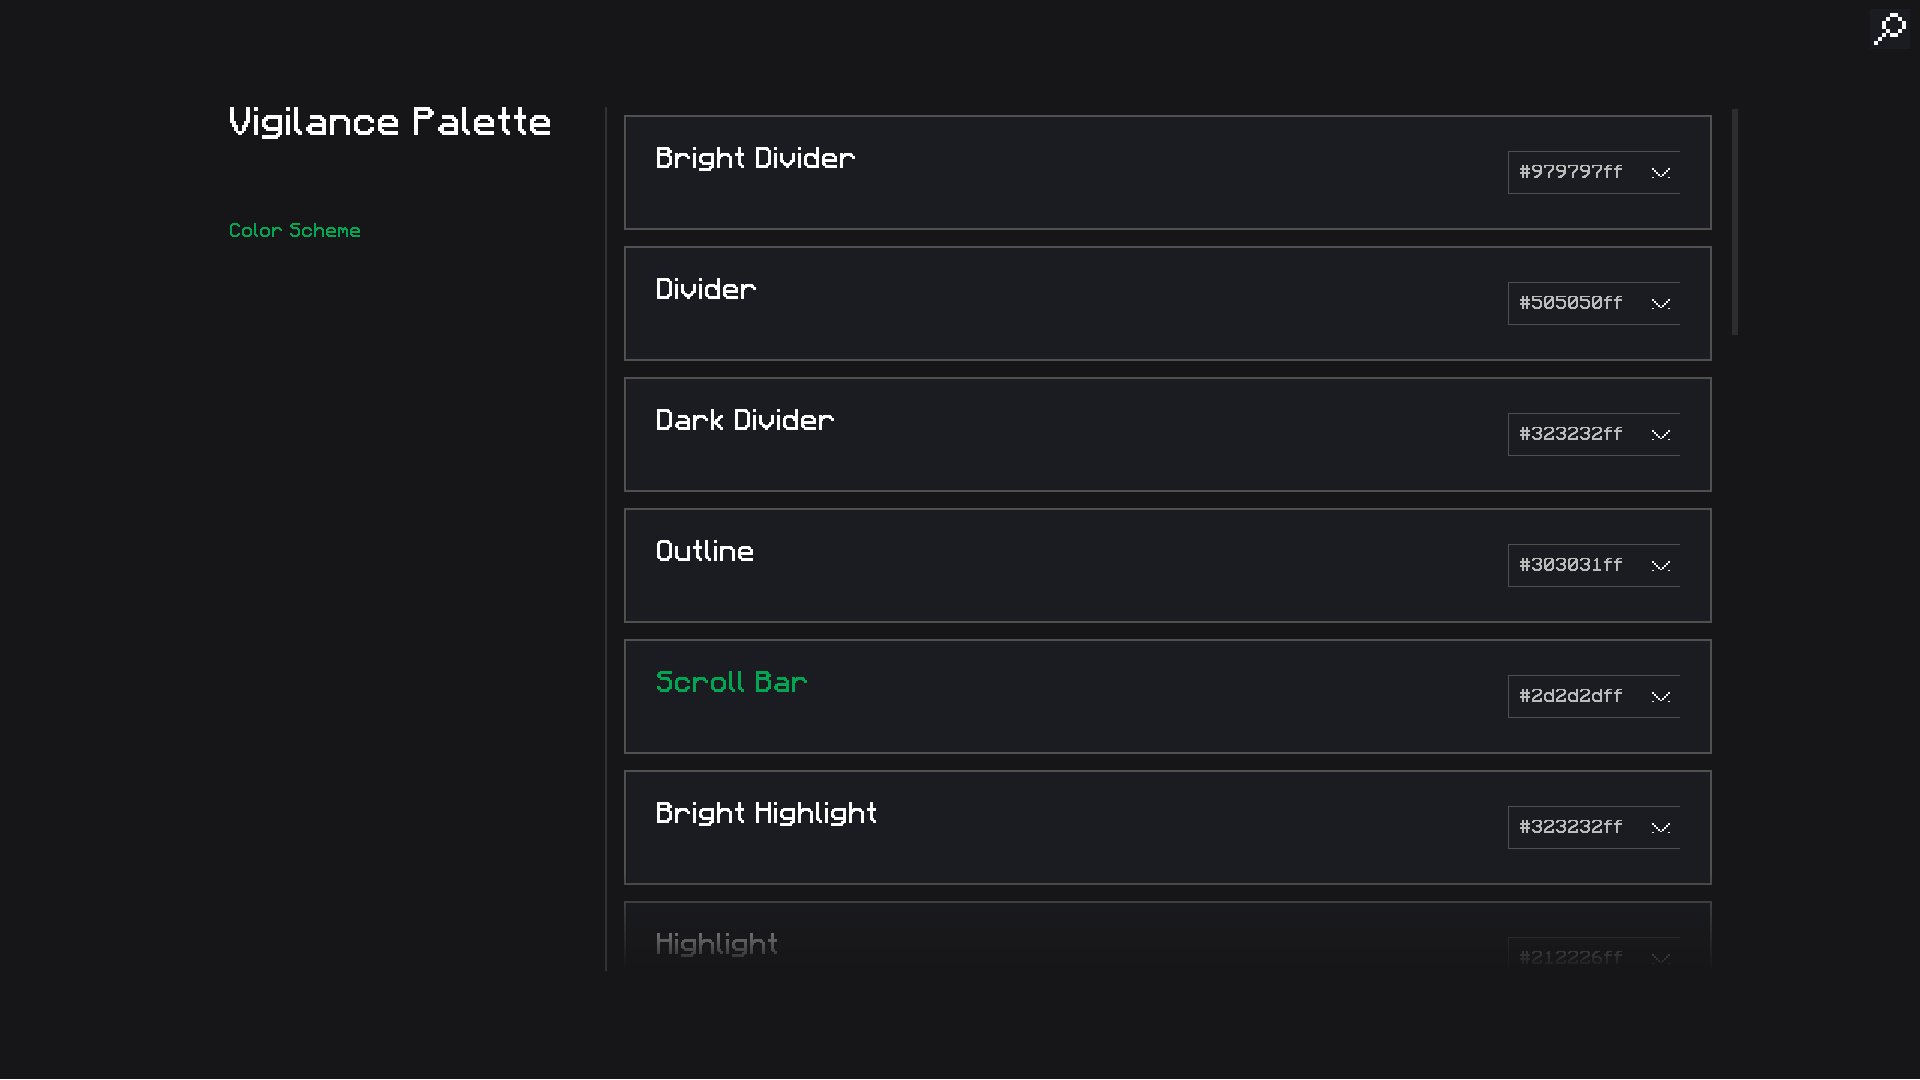 Vigilance Palette
Color Scheme
Bright Divider
#979797ff
Divider
#505050ff
Dark Divider
#323232ff
Outline
#303031ff
Scroll Bar
#2d2d2dff
Bright Highlight
#323232ff
Highlight
#212226ff